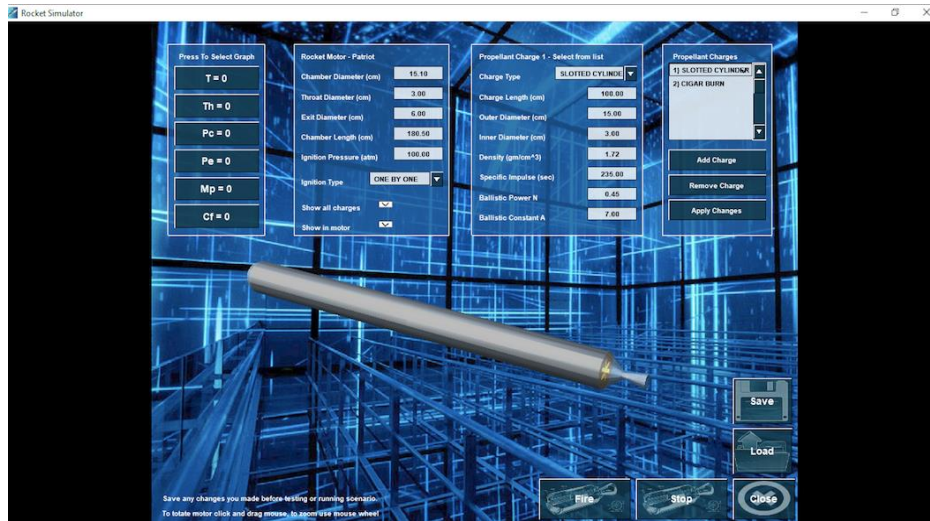 Rocket Simulator
Press To Select Graph
T = 0
Th = 0
Pc = 0
Pe = 0
Mp = 0
Cf = 0
Rocket Motor - Patriot
Chamber Diameter (cm) 15.10
Throat Diameter (cm) 3.00
Exit Diameter (cm) 6.00
Chamber Length (cm) 180.50
Ignition Pressure (atm) 100.00
Ignition Type ONE BY ONE
Show all charges
Show in motor
Propellant Charge 1 - Select from list
Charge Type SLOTTED CYLINDE
Charge Length (cm) 100.00
Outer Diameter (cm) 15.00
Inner Diameter (cm) 3.00
Density (gm/cm^3) 1.72
Specific Impulse (sec) 235.00
Ballistic Power N 0.45
Ballistic Constant A 7.00
Propellant Charges
1) SLOTTED CYLINDER
2) CIGAR BURN
Add Charge
Remove Charge
Apply Changes
Save
Load
Save any changes you made before testing or running scenario.
To totate motor click and drag mouse, to zoom use mouse wheel
Fire
Stop
Close